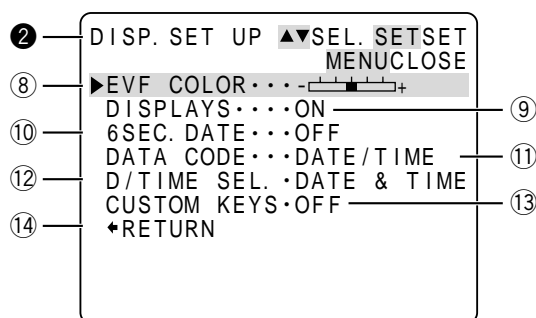 ❷ DISP. SET UP ▲▼SEL. SETSET
MENUCLOSE
⑧ ▶EVF COLOR···-+
DISPLAYS····ON ⑨
⑩ 6SEC. DATE···OFF
DATA CODE···DATE/TIME ⑪
⑫ D/TIME SEL.·DATE & TIME
CUSTOM KEYS·OFF ⑬
⑭ RETURN